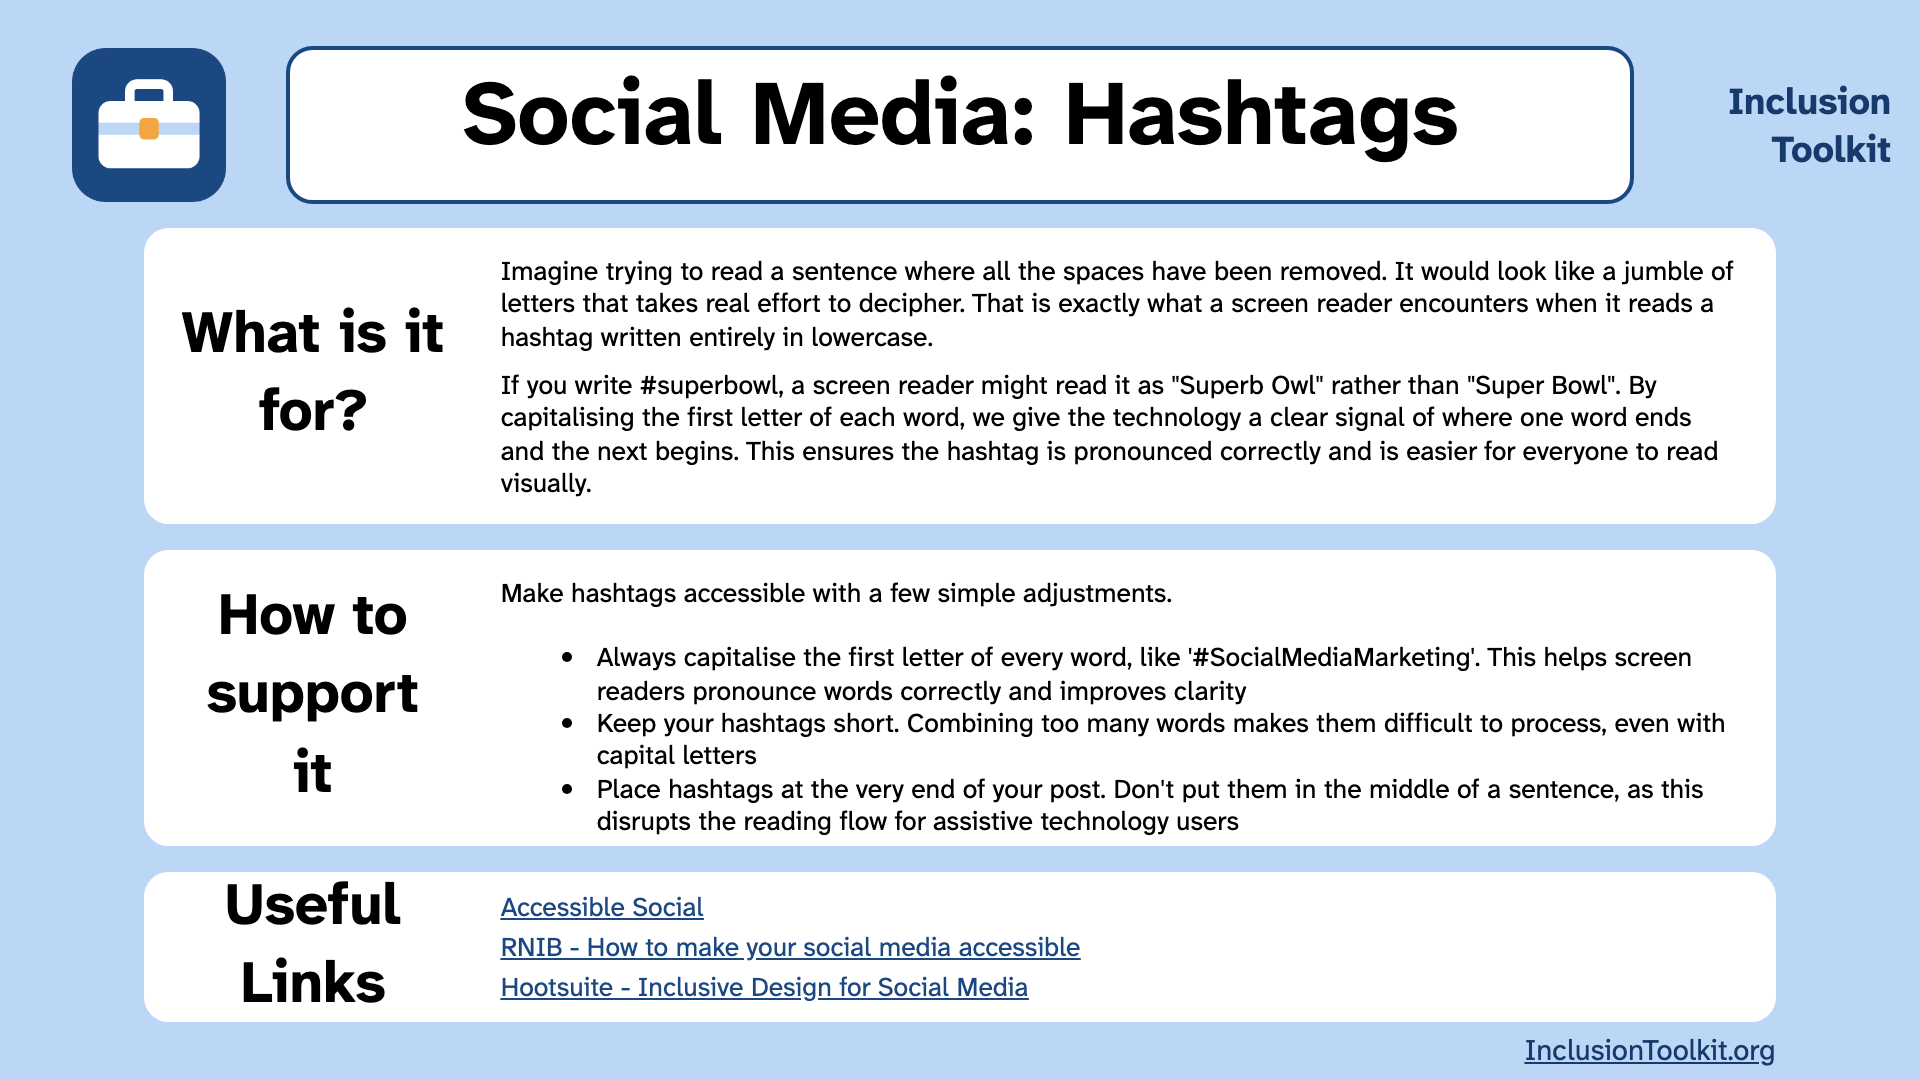 Social Media: Hashtags
Inclusion
Toolkit
What is it
for?
Imagine trying to read a sentence where all the spaces have been removed. It would look like a jumble of
letters that takes real effort to decipher. That is exactly what a screen reader encounters when it reads a
hashtag written entirely in lowercase.
If you write #superbowl, a screen reader might read it as "Superb Owl" rather than "Super Bowl". By
capitalising the first letter of each word, we give the technology a clear signal of where one word ends
and the next begins. This ensures the hashtag is pronounced correctly and is easier for everyone to read
visually.
How to
support
it
Make hashtags accessible with a few simple adjustments.
• Always capitalise the first letter of every word, like '#SocialMediaMarketing'. This helps screen
readers pronounce words correctly and improves clarity
• Keep your hashtags short. Combining too many words makes them difficult to process, even with
capital letters
• Place hashtags at the very end of your post. Don't put them in the middle of a sentence, as this
disrupts the reading flow for assistive technology users
Useful
Links
Accessible Social
RNIB - How to make your social media accessible
Hootsuite - Inclusive Design for Social Media
InclusionToolkit.org